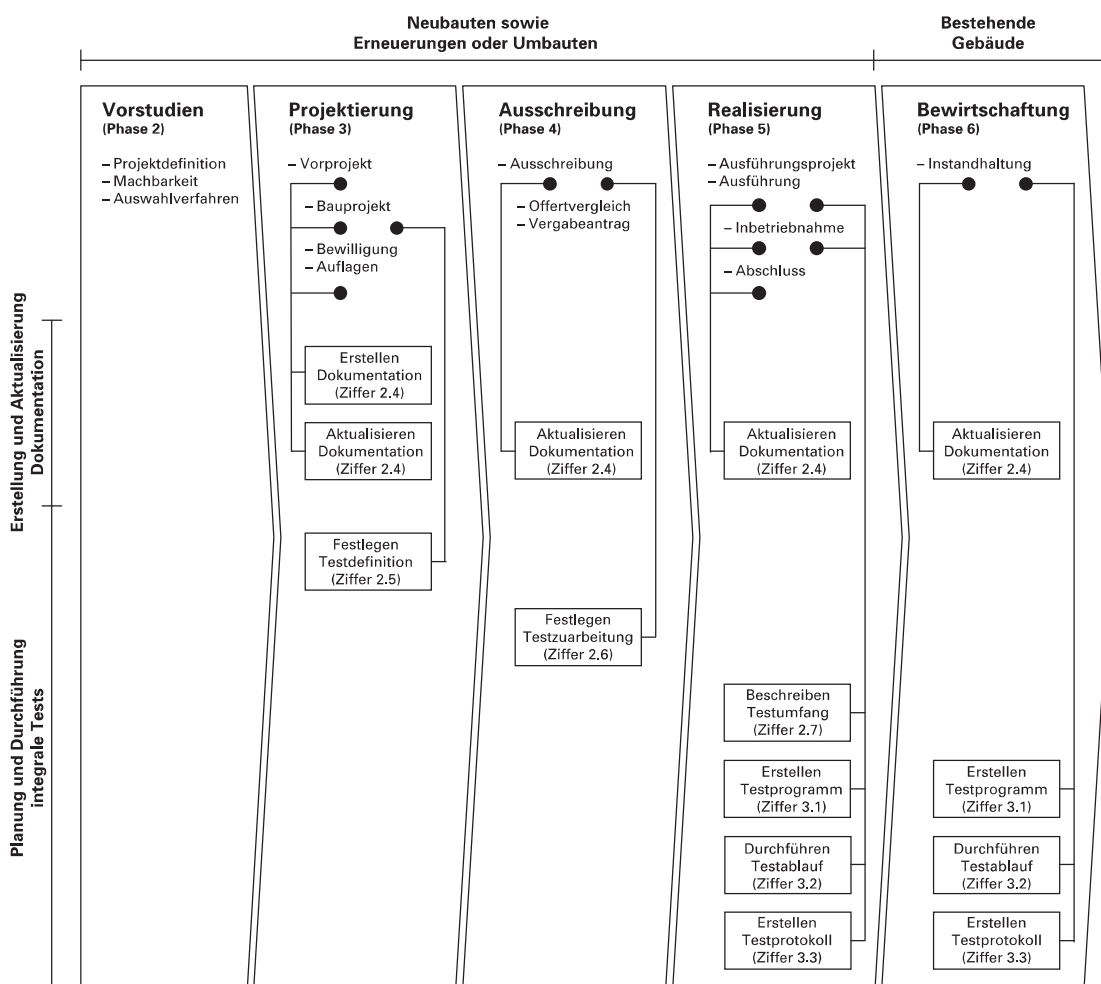 Neubauten sowie
Erneuerungen oder Umbauten
Bestehende
Gebäude
Vorstudien
(Phase 2)
– Projektdefinition
– Machbarkeit
– Auswahlverfahren
Projektierung
(Phase 3)
– Vorprojekt
– Bauprojekt
– Bewilligung
– Auflagen
Ausschreibung
(Phase 4)
– Ausschreibung
– Offertvergleich
– Vergabeantrag
Realisierung
(Phase 5)
– Ausführungsprojekt
– Ausführung
– Inbetriebnahme
– Abschluss
Bewirtschaftung
(Phase 6)
– Instandhaltung
Erstellung und Aktualisierung
Dokumentation
Erstellen
Dokumentation
(Ziffer 2.4)
Aktualisieren
Dokumentation
(Ziffer 2.4)
Aktualisieren
Dokumentation
(Ziffer 2.4)
Aktualisieren
Dokumentation
(Ziffer 2.4)
Aktualisieren
Dokumentation
(Ziffer 2.4)
Planung und Durchführung
integrale Tests
Festlegen
Testdefinition
(Ziffer 2.5)
Festlegen
Testzuarbeitung
(Ziffer 2.6)
Beschreiben
Testumfang
(Ziffer 2.7)
Erstellen
Testprogramm
(Ziffer 3.1)
Erstellen
Testprogramm
(Ziffer 3.1)
Durchführen
Testablauf
(Ziffer 3.2)
Durchführen
Testablauf
(Ziffer 3.2)
Erstellen
Testprotokoll
(Ziffer 3.3)
Erstellen
Testprotokoll
(Ziffer 3.3)